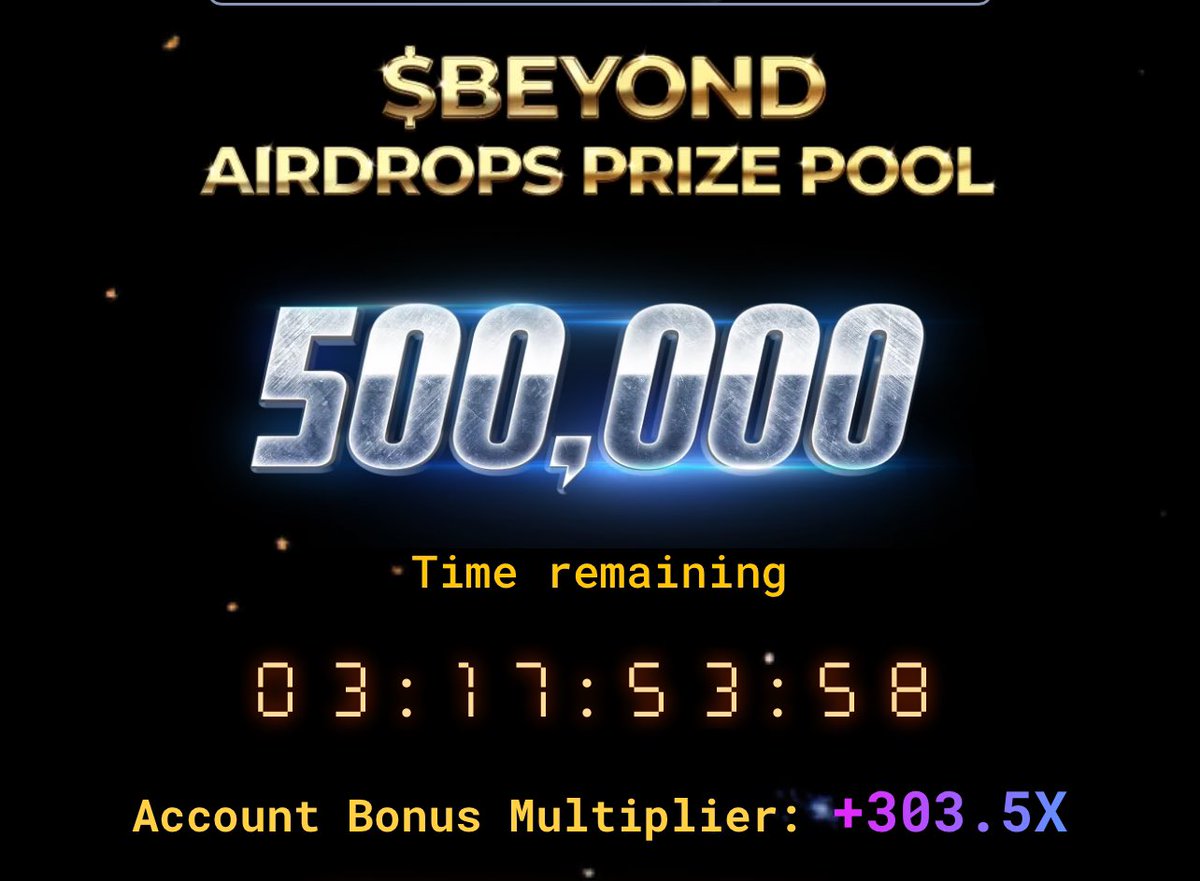 $BEYOND
AIRDROPS PRIZE POOL
500,000
Time remaining
03:17:53:58
Account Bonus Multiplier: +303.5X